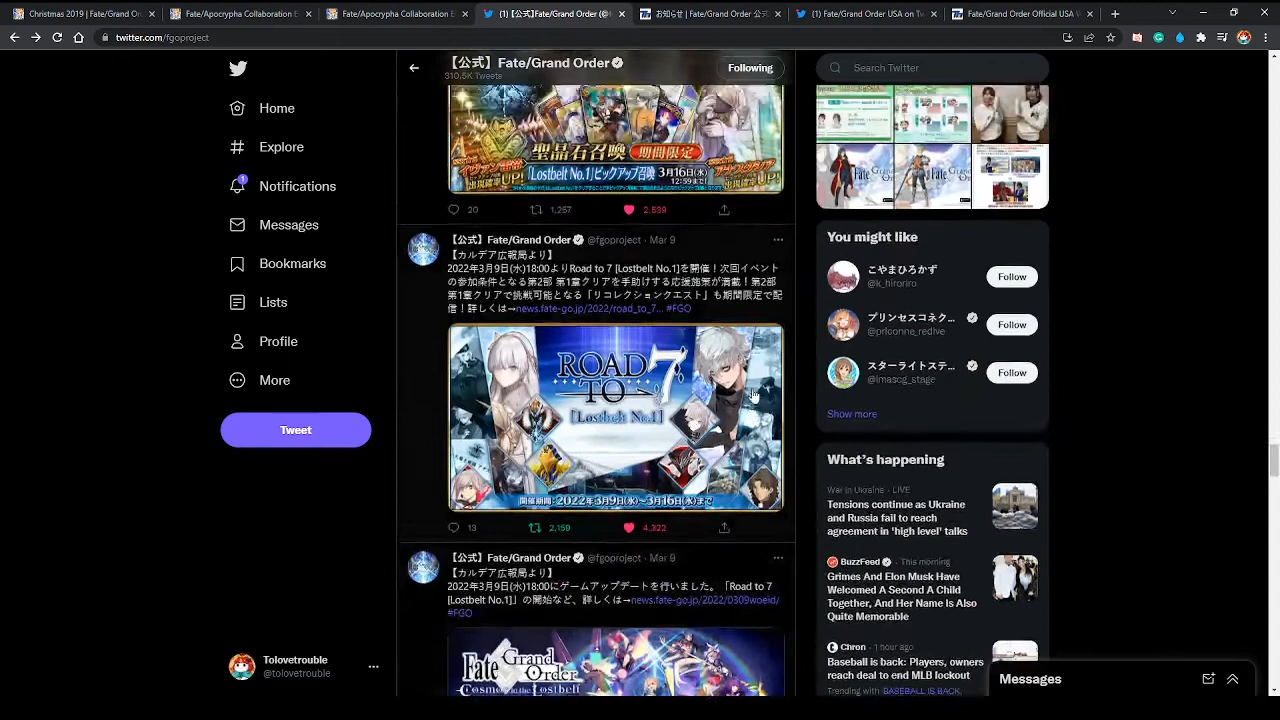 Christmas 2019 | Grand Orde
Fate/Apocrypha Collaboration E
Fate/Apocrypha Collaboration E
(1) 【公式】Fate/Grand Order(@
お知らせ | Fate/Grand Order 公式
(1) Fate/Grand Order USA on Tw
Fate/Grand Order Official USA W
twitter.com/fgoproject
【公式】Fate/Grand Order
310.5K Tweets
Following
Search Twitter
Home
Explore
1
Notifications
Messages
Bookmarks
Lists
Profile
More
Tweet
Tolovetrouble
@tolovetrouble
聖晶石召喚 期間限定
「Lostbelt No.1」ピックアップ召喚 3月16日(水)
12:59まで!
20 1,257 2,539
【公式】Fate/Grand Order @fgoproject · Mar 9
【カルデア広報局より】
2022年3月9日(水)18:00よりRoad to 7 [Lostbelt No.1]を開催！次回イベント
の参加条件となる第2部 第1章クリアを手助けする応援施策が満載！第2部
第1章クリアで挑戦可能となる「リコレクションクエスト」も期間限定で配
信！詳しくは→news.fate-go.jp/2022/road_to_7… #FGO
ROAD
TO 7
[Lostbelt No.1]
開催期間:2022年3月9日(水)～3月16日(水)まで
13 2,159 4,322
【公式】Fate/Grand Order @fgoproject · Mar 9
【カルデア広報局より】
2022年3月9日(水)18:00にゲームアップデートを行いました。「Road to 7
[Lostbelt No.1]」の開始など、詳しくは→news.fate-go.jp/2022/0309woeid/
#FGO
Fate Grand
Order
Cosmos in the Lostbelt
You might like
こやまひろかず
@k_hiroriro
Follow
プリンセスコネク...
@priconne_redive
Follow
スターライトステ...
@imascg_stage
Follow
Show more
What's happening
War in Ukraine · LIVE
Tensions continue as Ukraine
and Russia fail to reach
agreement in 'high level' talks
BuzzFeed · This morning
Grimes And Elon Musk Have
Welcomed A Second A Child
Together, And Her Name Is Also
Quite Memorable
Chron · 1 hour ago
Baseball is back: Players, owners
reach deal to end MLB lockout
Trending with BASEBALL IS BACK,
Messages